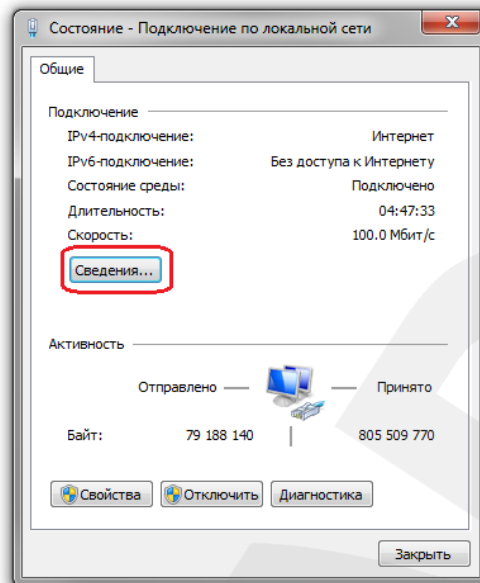 Состояние - Подключение по локальной сети
Общие
Подключение
IPv4-подключение: Интернет
IPv6-подключение: Без доступа к Интернету
Состояние среды: Подключено
Длительность: 04:47:33
Скорость: 100.0 Мбит/с
Сведения...
Активность
Отправлено — — Принято
Байт: 79 188 140 | 805 509 770
Свойства Отключить Диагностика
Закрыть